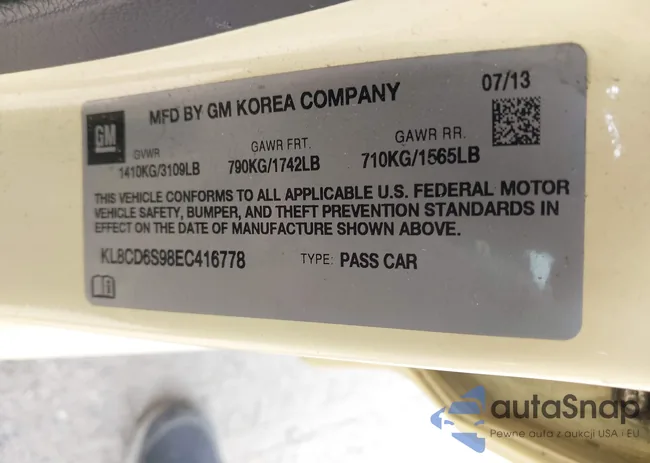 GM
MFD BY GM KOREA COMPANY
07/13
GVWR
1410KG/3109LB
GAWR FRT.
790KG/1742LB
GAWR RR.
710KG/1565LB
THIS VEHICLE CONFORMS TO ALL APPLICABLE U.S. FEDERAL MOTOR
VEHICLE SAFETY, BUMPER, AND THEFT PREVENTION STANDARDS IN
EFFECT ON THE DATE OF MANUFACTURE SHOWN ABOVE.
KL8CD6S98EC416778
TYPE: PASS CAR
autaSnap
Pewne auta z aukcji USA i EU